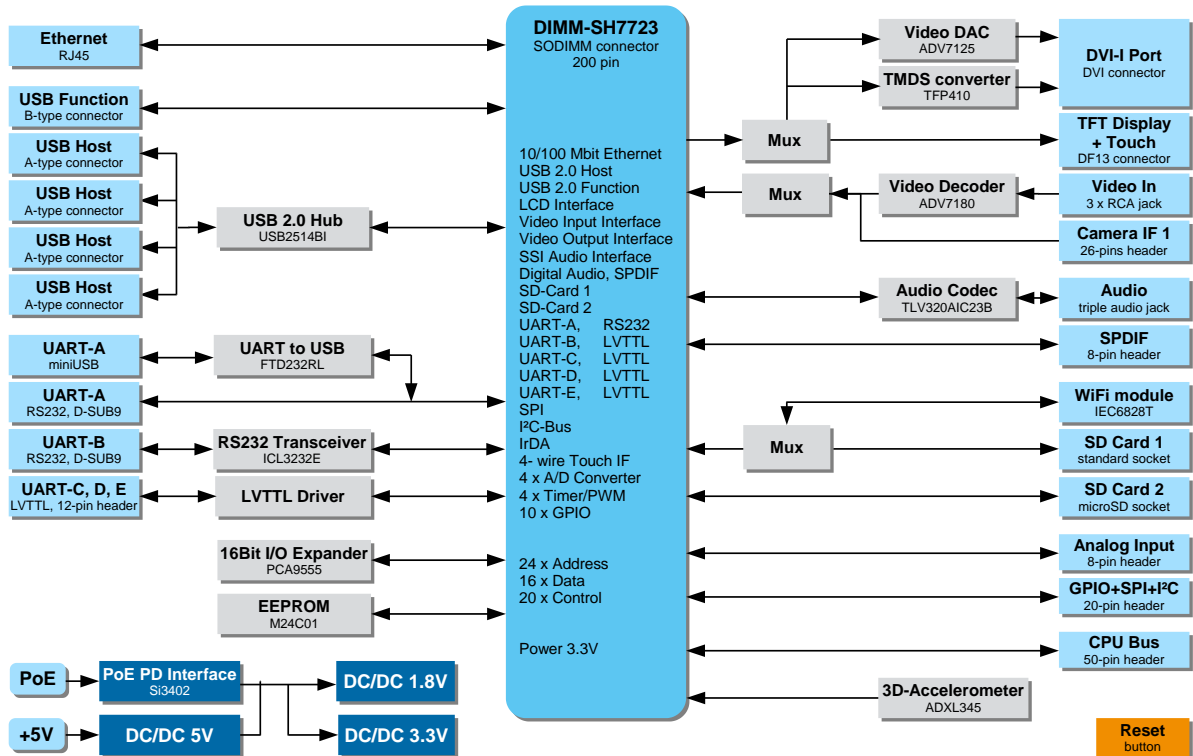 Ethernet
RJ45
USB Function
B-type connector
USB Host
A-type connector
USB Host
A-type connector
USB Host
A-type connector
USB Host
A-type connector
USB 2.0 Hub
USB2514BI
UART-A
miniUSB
UART to USB
FTD232RL
UART-A
RS232, D-SUB9
UART-B
RS232, D-SUB9
RS232 Transceiver
ICL3232E
UART-C, D, E
LVTTL, 12-pin header
LVTTL Driver
16Bit I/O Expander
PCA9555
EEPROM
M24C01
PoE
PoE PD Interface
Si3402
DC/DC 1.8V
+5V
DC/DC 5V
DC/DC 3.3V
DIMM-SH7723
SODIMM connector
200 pin
10/100 Mbit Ethernet
USB 2.0 Host
USB 2.0 Function
LCD Interface
Video Input Interface
Video Output Interface
SSI Audio Interface
Digital Audio, SPDIF
SD-Card 1
SD-Card 2
UART-A, RS232
UART-B, LVTTL
UART-C, LVTTL
UART-D, LVTTL
UART-E, LVTTL
SPI
I²C-Bus
IrDA
4- wire Touch IF
4 x A/D Converter
4 x Timer/PWM
10 x GPIO
24 x Address
16 x Data
20 x Control
Power 3.3V
Video DAC
ADV7125
TMDS converter
TFP410
DVI-I Port
DVI connector
Mux
TFT Display
+ Touch
DF13 connector
Mux
Video Decoder
ADV7180
Video In
3 x RCA jack
Camera IF 1
26-pins header
Audio Codec
TLV320AIC23B
Audio
triple audio jack
SPDIF
8-pin header
WiFi module
IEC6828T
Mux
SD Card 1
standard socket
SD Card 2
microSD socket
Analog Input
8-pin header
GPIO+SPI+I²C
20-pin header
CPU Bus
50-pin header
3D-Accelerometer
ADXL345
Reset
button